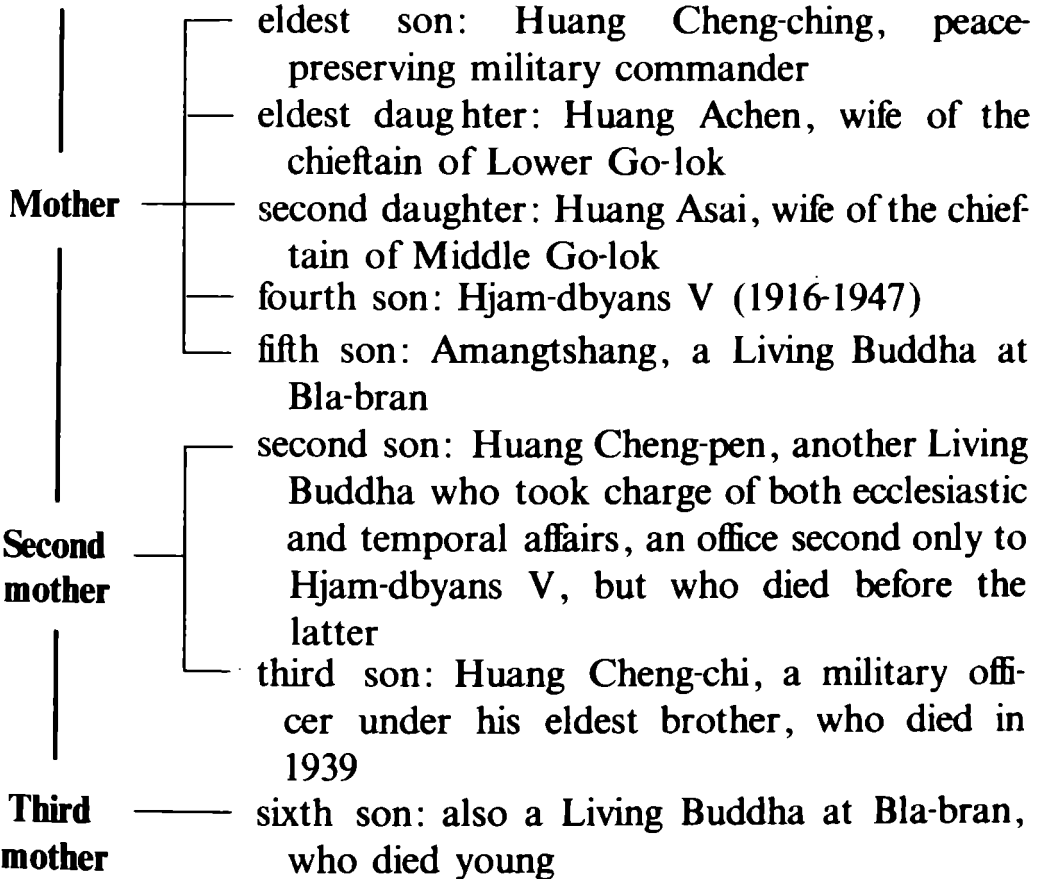 eldest son: Huang Cheng-ching, peace-
preserving military commander
eldest daughter: Huang Achen, wife of the
chieftain of Lower Go-lok
Mother
second daughter: Huang Asai, wife of the chief-
tain of Middle Go-lok
fourth son: Hjam-dbyans V (1916-1947)
fifth son: Amangtshang, a Living Buddha at
Bla-bran
second son: Huang Cheng-pen, another Living
Buddha who took charge of both ecclesiastic
and temporal affairs, an office second only to
Hjam-dbyans V, but who died before the
latter
Second
mother
third son: Huang Cheng-chi, a military offi-
cer under his eldest brother, who died in
1939
Third
mother
sixth son: also a Living Buddha at Bla-bran,
who died young